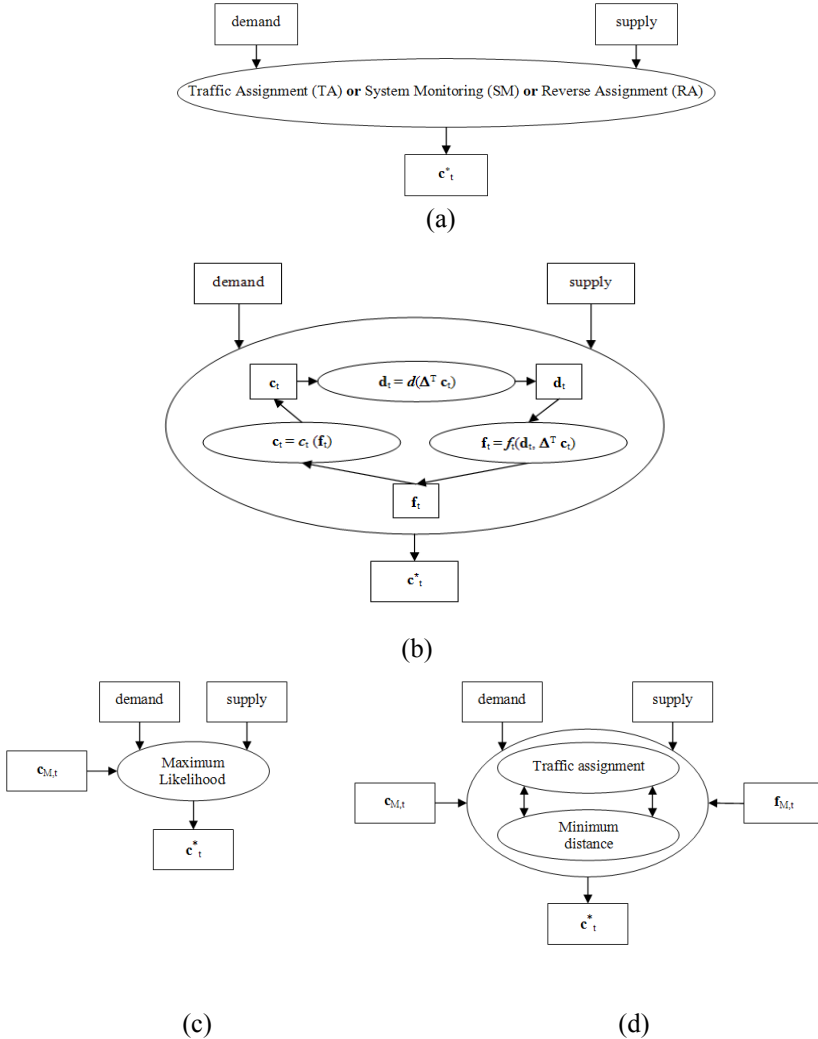 demand
supply
Traffic Assignment (TA) or System Monitoring (SM) or Reverse Assignment (RA)
c*t
(a)
demand
supply
ct
dt = d(ΔT ct)
dt
ct = ct (ft)
ft = ft(dt, ΔT ct)
ft
c*t
(b)
demand
supply
cM,t
Maximum
Likelihood
c*t
(c)
demand
supply
Traffic assignment
cM,t
fM,t
Minimum
distance
c*t
(d)